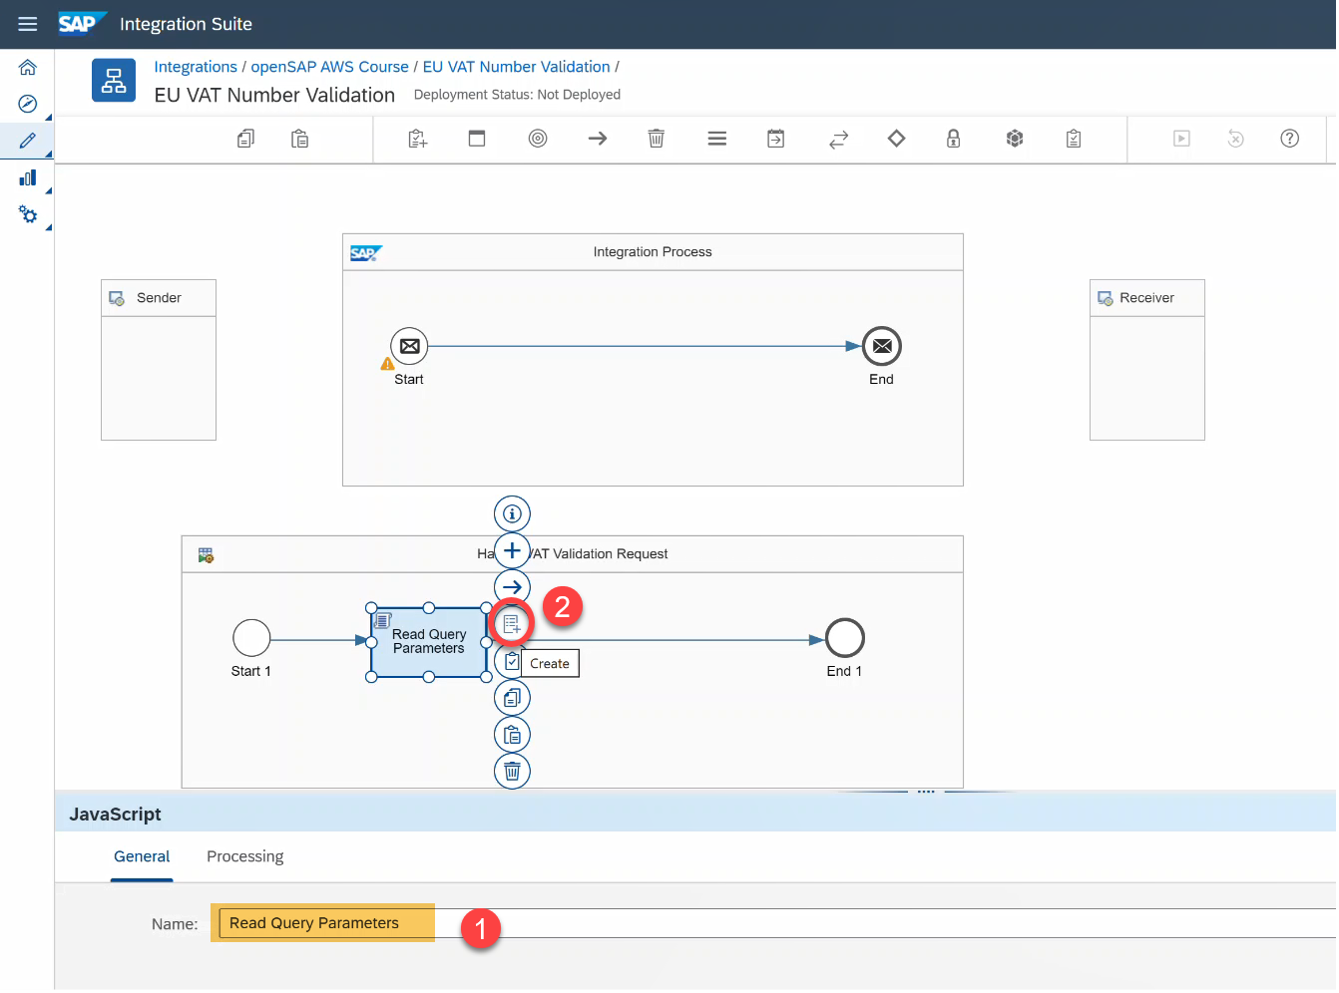 SAP Integration Suite
Integrations / openSAP AWS Course / EU VAT Number Validation /
EU VAT Number Validation Deployment Status: Not Deployed
SAP Integration Process
Sender
Receiver
Start
End
Ha VAT Validation Request
2
Read Query
Parameters
Create
Start 1
End 1
JavaScript
General Processing
Name: Read Query Parameters 1